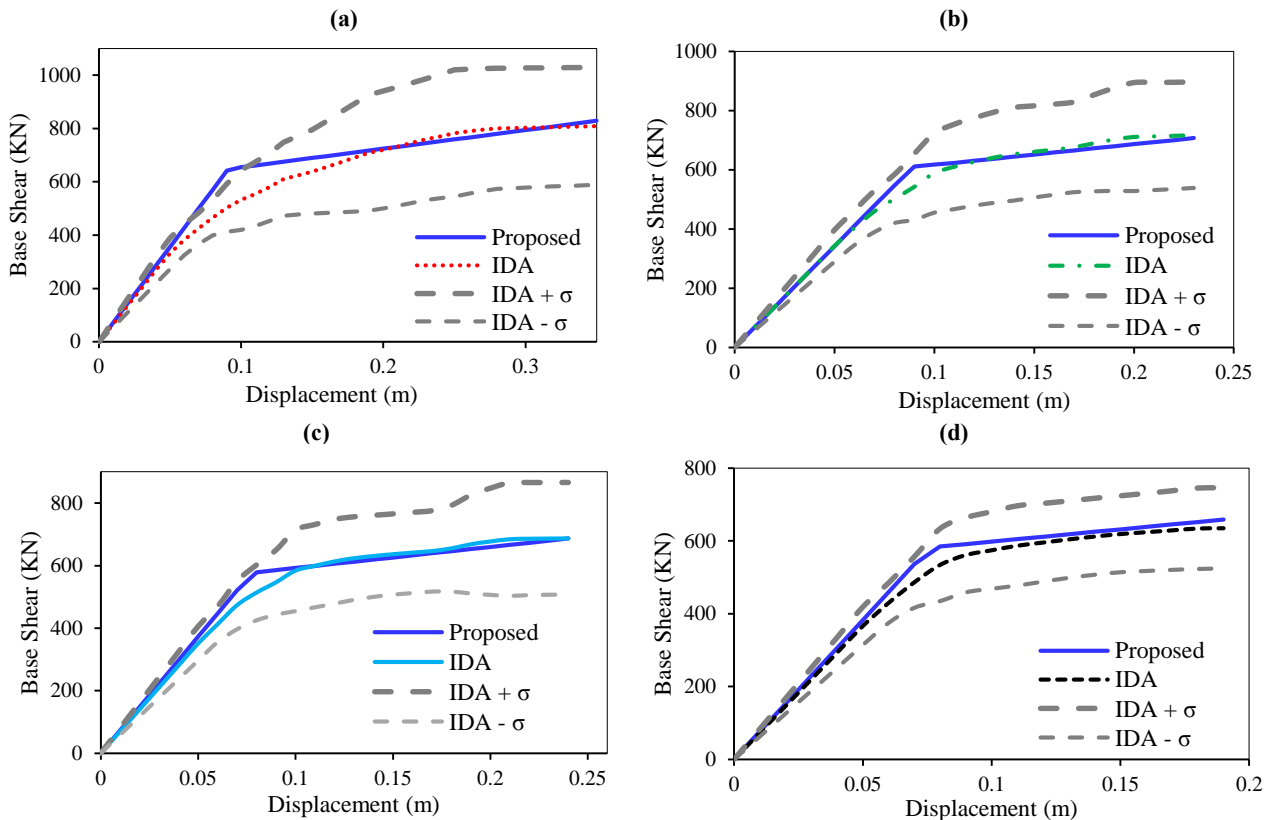 (a)
Base Shear (KN)
1000
800
600
400
200
0
Proposed
IDA
IDA + σ
IDA - σ
0
0.1
0.2
0.3
Displacement (m)
(b)
Base Shear (KN)
1000
800
600
400
200
0
Proposed
IDA
IDA + σ
IDA - σ
0
0.05
0.1
0.15
0.2
0.25
Displacement (m)
(c)
Base Shear (KN)
800
600
400
200
0
Proposed
IDA
IDA + σ
IDA - σ
0
0.05
0.1
0.15
0.2
0.25
Displacement (m)
(d)
Base Shear (KN)
800
600
400
200
0
Proposed
IDA
IDA + σ
IDA - σ
0
0.05
0.1
0.15
0.2
Displacement (m)